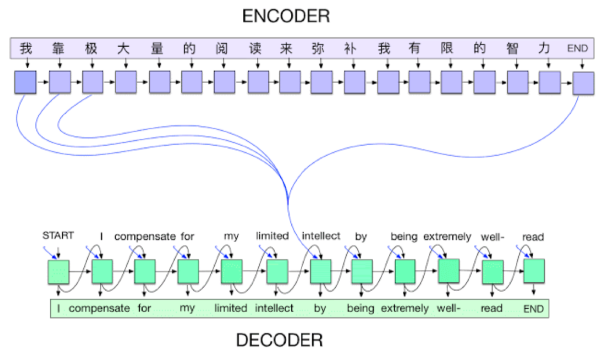 ENCODER
我 靠 极 大 量 的 阅 读 来 弥 补 我 有 限 的 智 力 END
START I compensate for my limited intellect by being extremely well- read
I compensate for my limited intellect by being extremely well- read END
DECODER